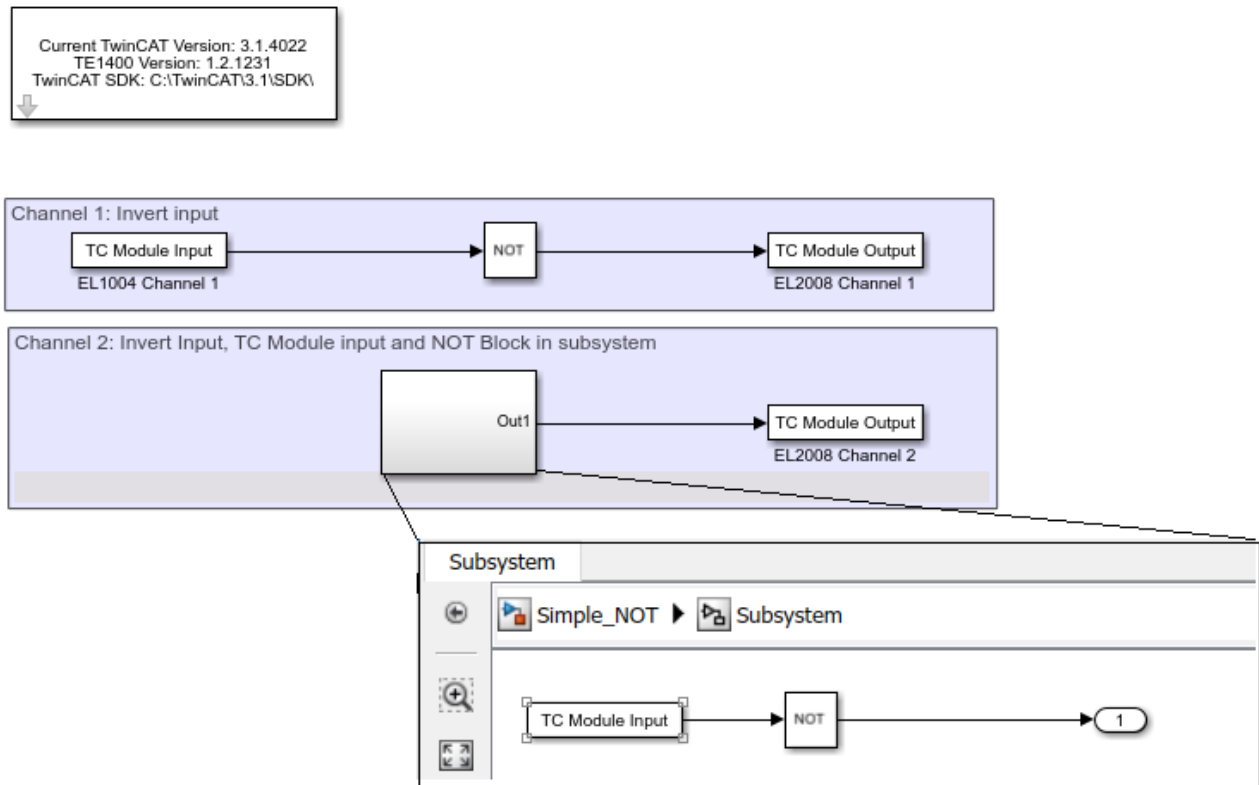 Current TwinCAT Version: 3.1.4022
TE1400 Version: 1.2.1231
TwinCAT SDK: C:\TwinCAT\3.1\SDK\
Channel 1: Invert input
TC Module Input
NOT
TC Module Output
EL1004 Channel 1
EL2008 Channel 1
Channel 2: Invert Input, TC Module input and NOT Block in subsystem
Out1
TC Module Output
EL2008 Channel 2
Subsystem
Simple_NOT
Subsystem
TC Module Input
NOT
1